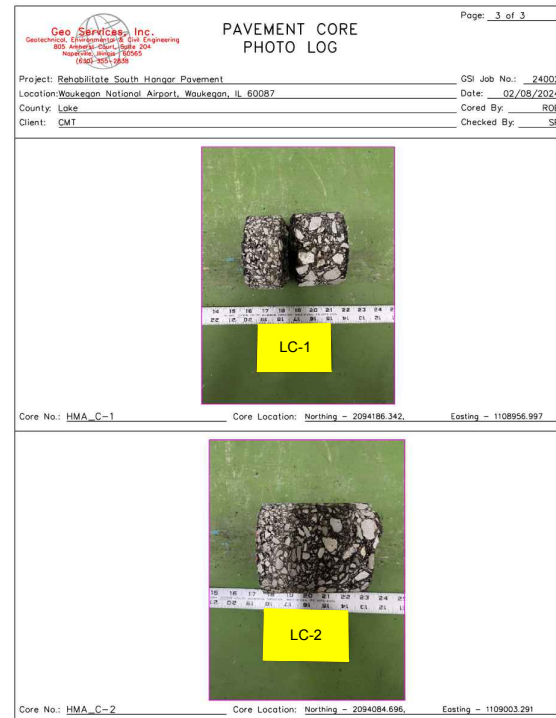 Page: 3 of 3
Geo Services, Inc.
Geotechnical, Environmental & Civil Engineering
805 Amherst Court, Suite 204
Naperville, Illinois 60565
(630) 355-2838
PAVEMENT CORE
PHOTO LOG
Project: Rehabilitate South Hangar Pavement
GSI Job No.: 2400
Location: Waukegan National Airport, Waukegan, IL 60087
Date: 02/08/2024
County: Lake
Cored By:
Client: CMT
Checked By:
14 15 16 17 18 19 20 21 22 23 24
LC-1
Core No.: HMA_C-1 Core Location: Northing - 2094186.342, Easting - 1108956.997
15 16 17 18 19 20 21 22 23 24
LC-2
Core No.: HMA_C-2 Core Location: Northing - 2094084.696, Easting - 1109003.291